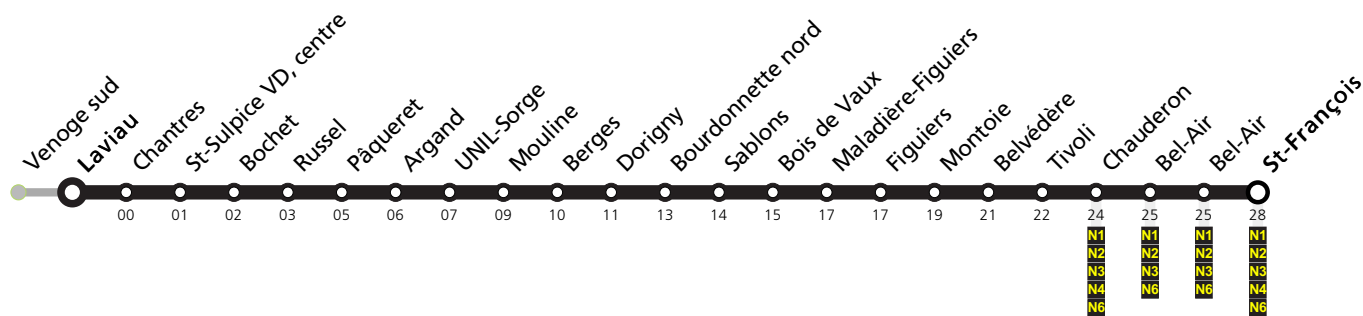 Venoge sud
Laviau
Chantres
St-Sulpice VD, centre
Bochet
Russel
Pâqueret
Argand
UNIL-Sorge
Mouline
Berges
Dorigny
Bourdonnette nord
Sablons
Bois de Vaux
Maladière-Figuiers
Figuiers
Montoie
Belvédère
Tivoli
Chauderon
Bel-Air
Bel-Air
St-François
00 01 02 03 05 06 07 09 10 11 13 14 15 17 17 19 21 22 24 25 25 28
N1 N1 N1 N1
N2 N2 N2 N2
N3 N3 N3 N3
N4 N6 N6 N4
N6 N6